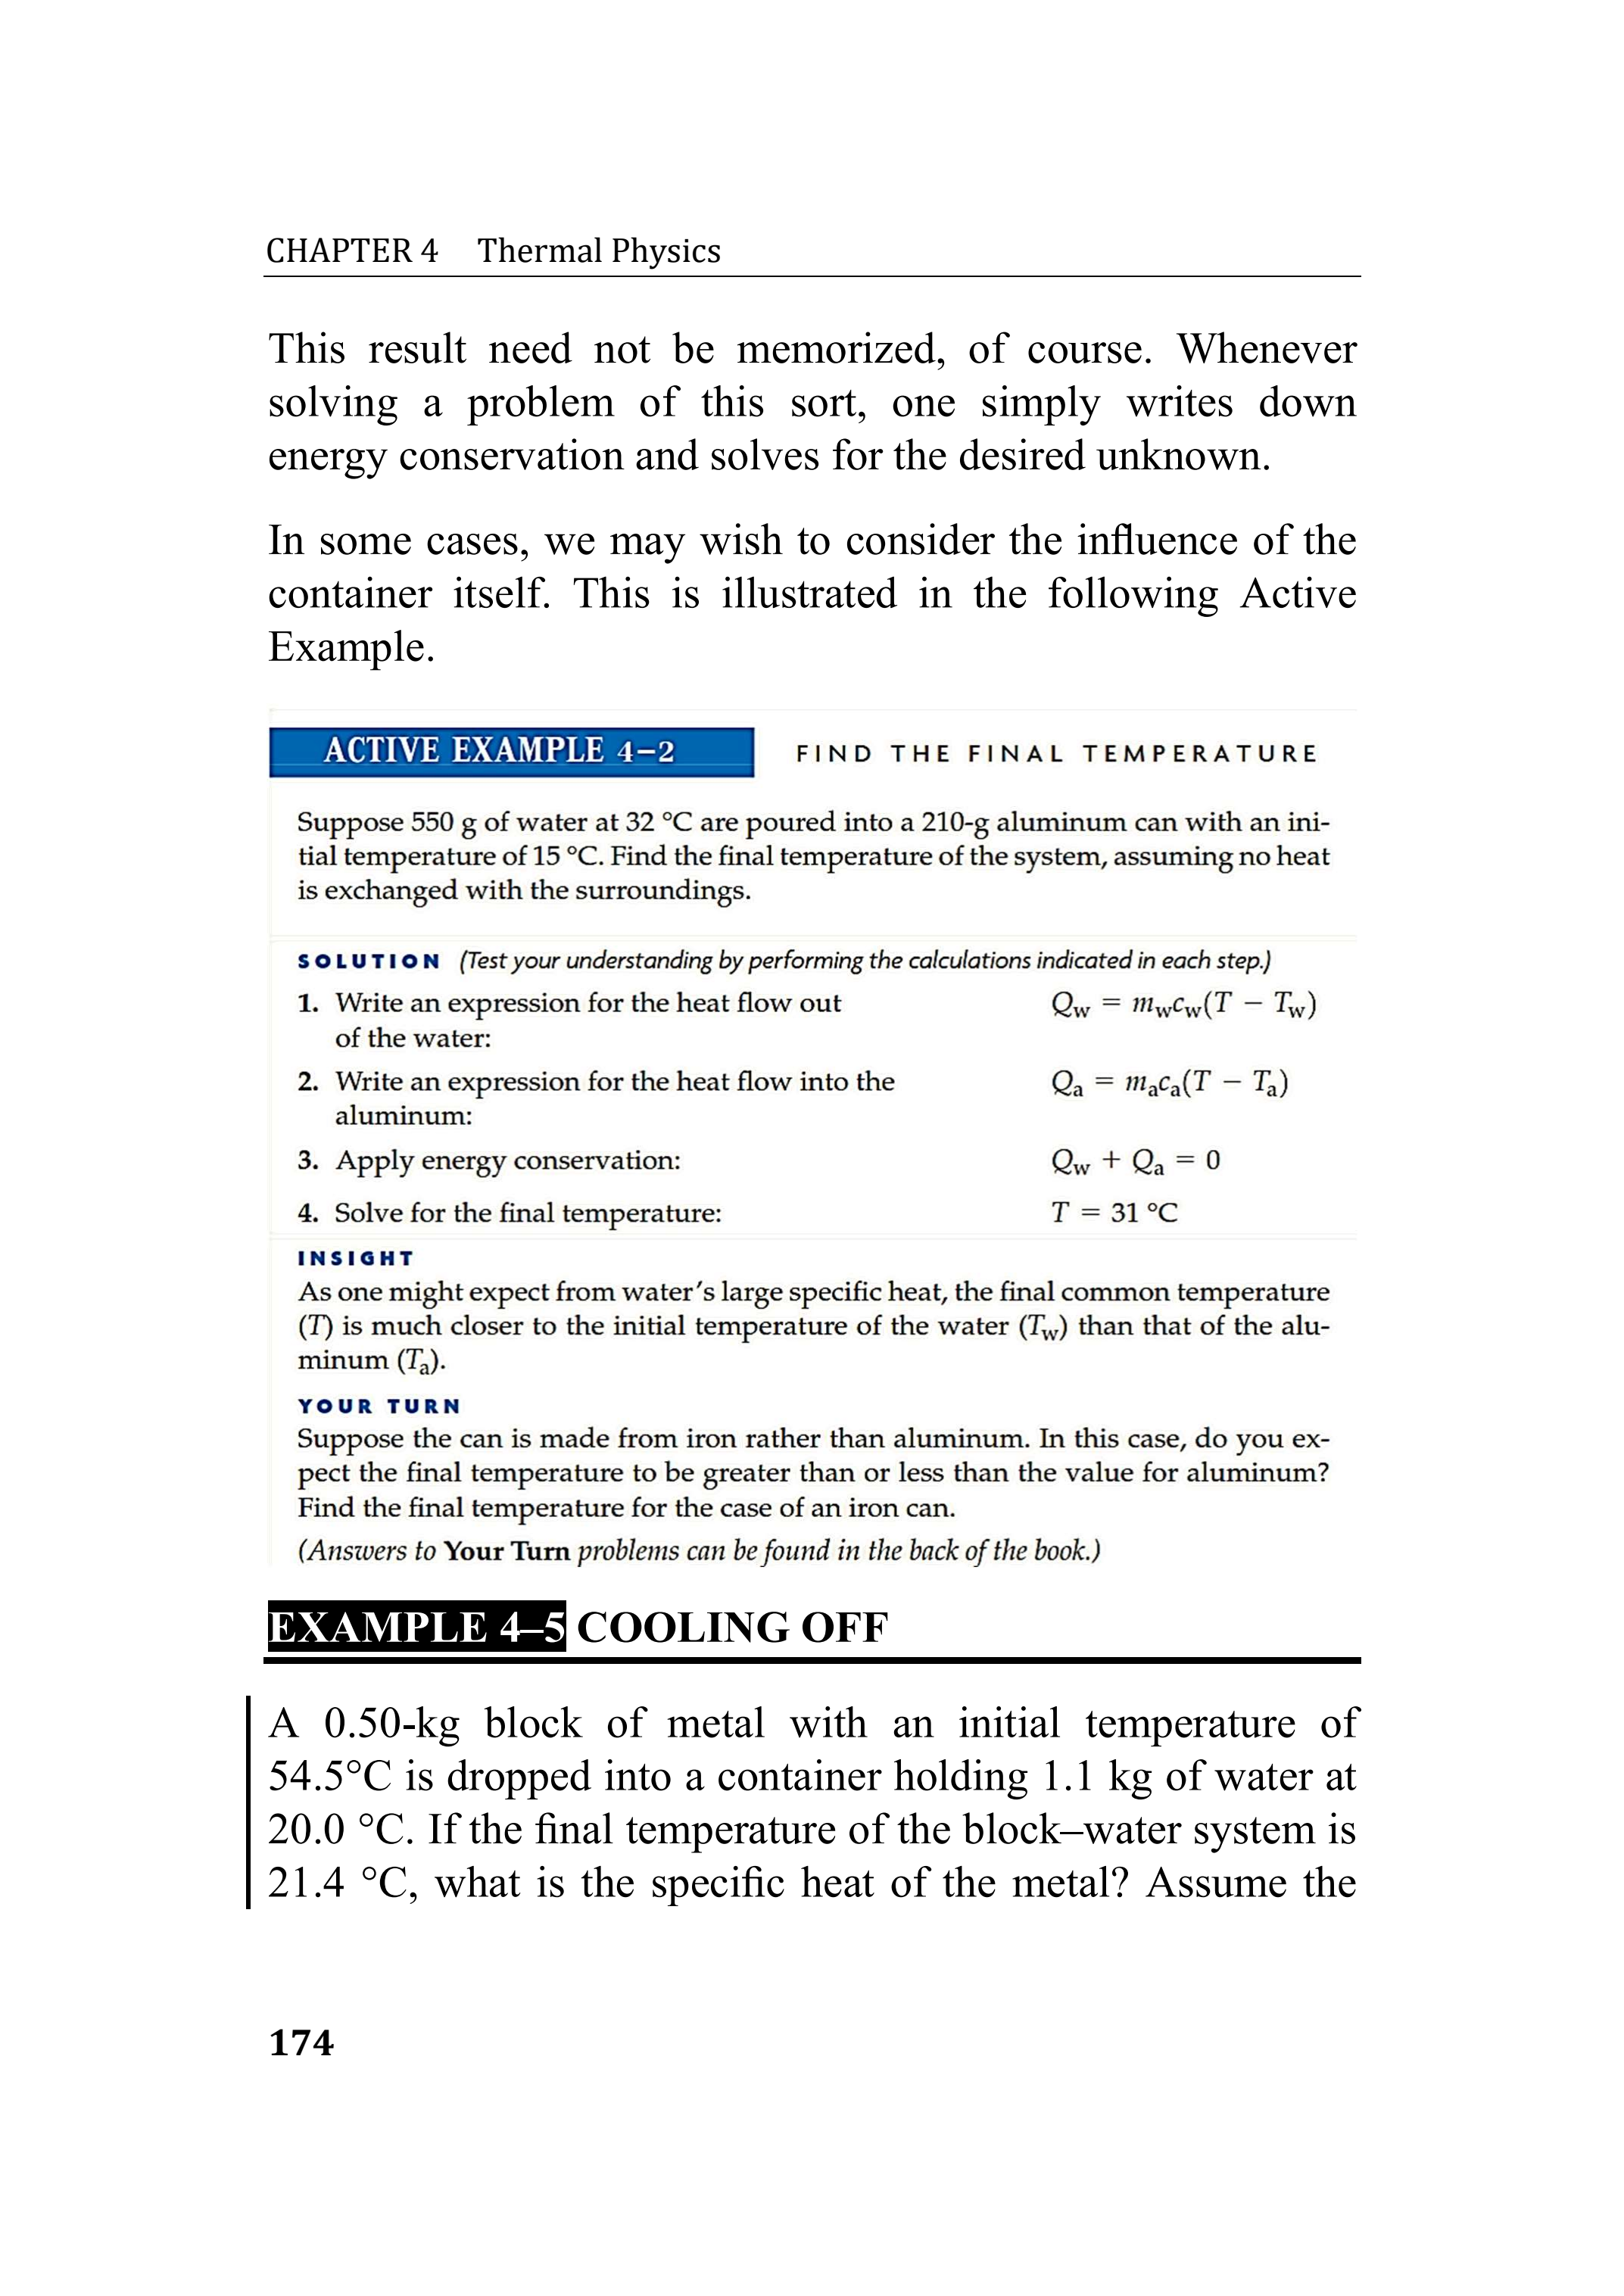 CHAPTER 4 Thermal Physics
This result need not be memorized, of course. Whenever
solving a problem of this sort, one simply writes down
energy conservation and solves for the desired unknown.
In some cases, we may wish to consider the influence of the
container itself. This is illustrated in the following Active
Example.
ACTIVE EXAMPLE 4–2 FIND THE FINAL TEMPERATURE
Suppose 550 g of water at 32 °C are poured into a 210-g aluminum can with an ini-
tial temperature of 15 °C. Find the final temperature of the system, assuming no heat
is exchanged with the surroundings.
SOLUTION (Test your understanding by performing the calculations indicated in each step.)
1. Write an expression for the heat flow out Q_w = m_w c_w(T − T_w)
of the water:
2. Write an expression for the heat flow into the Q_a = m_a c_a(T − T_a)
aluminum:
3. Apply energy conservation: Q_w + Q_a = 0
4. Solve for the final temperature: T = 31 °C
INSIGHT
As one might expect from water's large specific heat, the final common temperature
(T) is much closer to the initial temperature of the water (T_w) than that of the alu-
minum (T_a).
YOUR TURN
Suppose the can is made from iron rather than aluminum. In this case, do you ex-
pect the final temperature to be greater than or less than the value for aluminum?
Find the final temperature for the case of an iron can.
(Answers to Your Turn problems can be found in the back of the book.)
EXAMPLE 4–5 COOLING OFF
A 0.50-kg block of metal with an initial temperature of
54.5°C is dropped into a container holding 1.1 kg of water at
20.0 °C. If the final temperature of the block–water system is
21.4 °C, what is the specific heat of the metal? Assume the
174